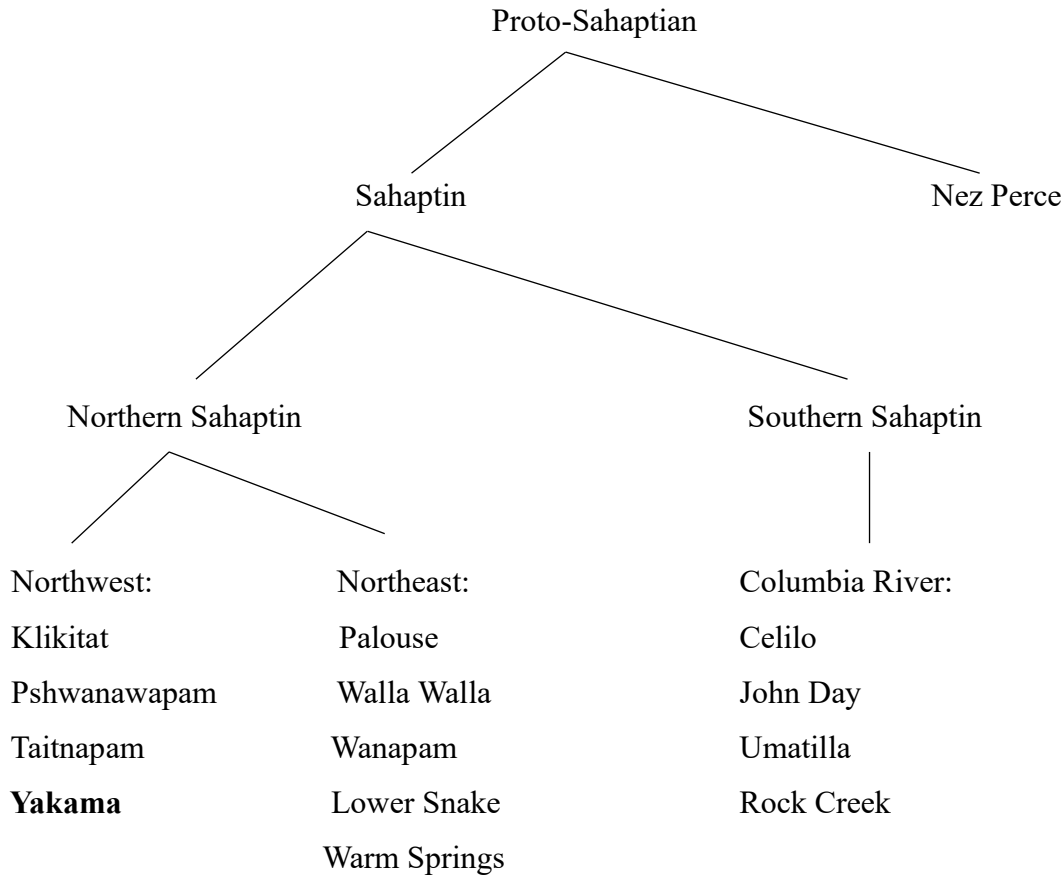 Proto-Sahaptian
Sahaptin
Nez Perce
Northern Sahaptin
Southern Sahaptin
Northwest:
Klikitat
Pshwanawapam
Taitnapam
Yakama
Northeast:
Palouse
Walla Walla
Wanapam
Lower Snake
Warm Springs
Columbia River:
Celilo
John Day
Umatilla
Rock Creek